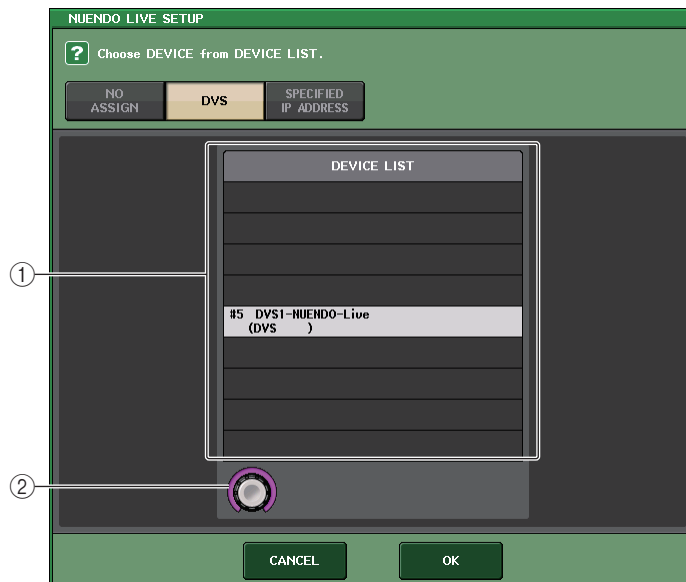 NUENDO LIVE SETUP
? Choose DEVICE from DEVICE LIST.
NO ASSIGN
DVS
SPECIFIED IP ADDRESS
DEVICE LIST
1
#5 DVS1-NUENDO-Live
(DVS )
2
CANCEL
OK